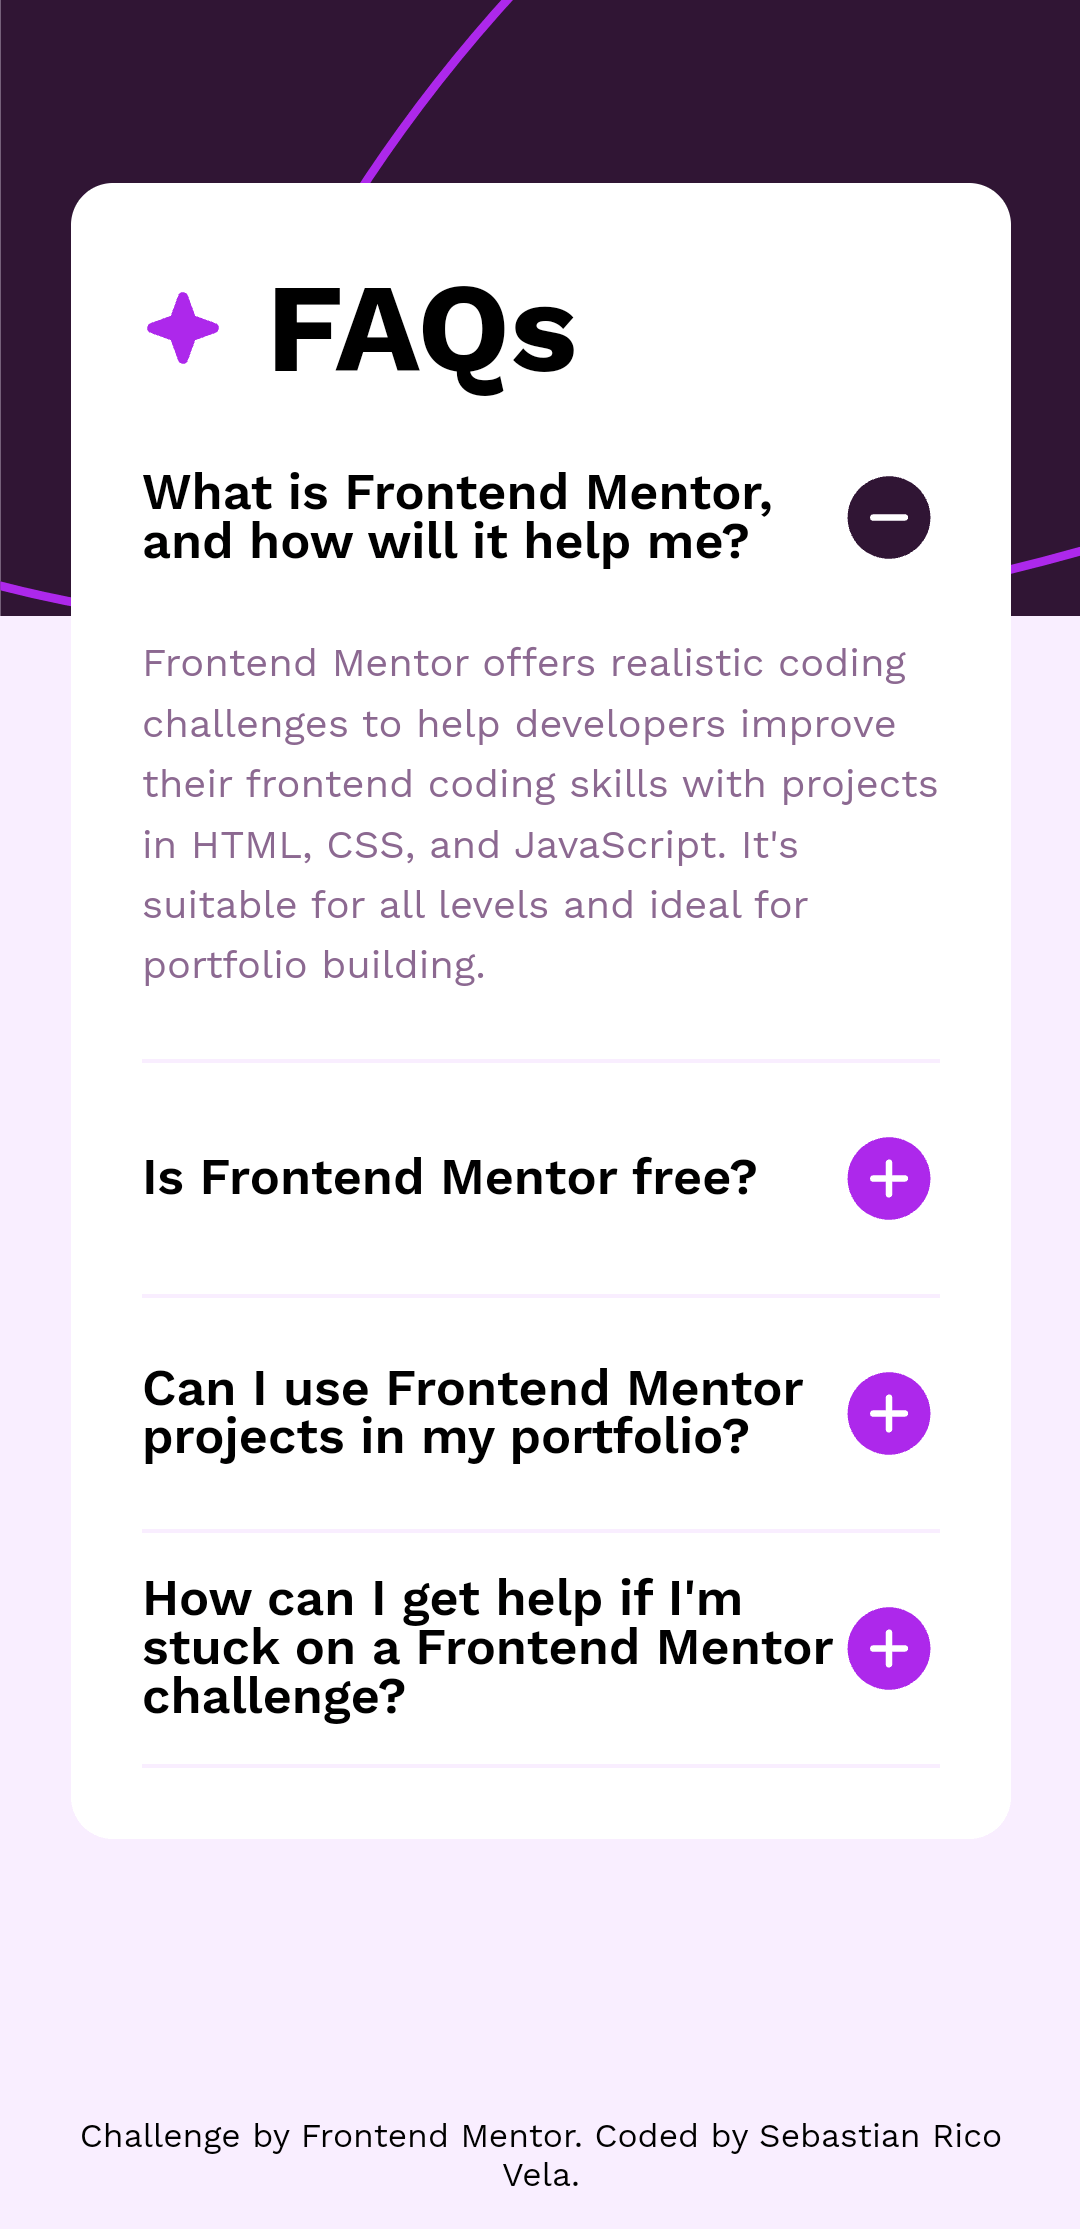 FAQs
What is Frontend Mentor,
and how will it help me?
Frontend Mentor offers realistic coding
challenges to help developers improve
their frontend coding skills with projects
in HTML, CSS, and JavaScript. It's
suitable for all levels and ideal for
portfolio building.
Is Frontend Mentor free?
Can I use Frontend Mentor
projects in my portfolio?
How can I get help if I'm
stuck on a Frontend Mentor
challenge?
Challenge by Frontend Mentor. Coded by Sebastian Rico
Vela.